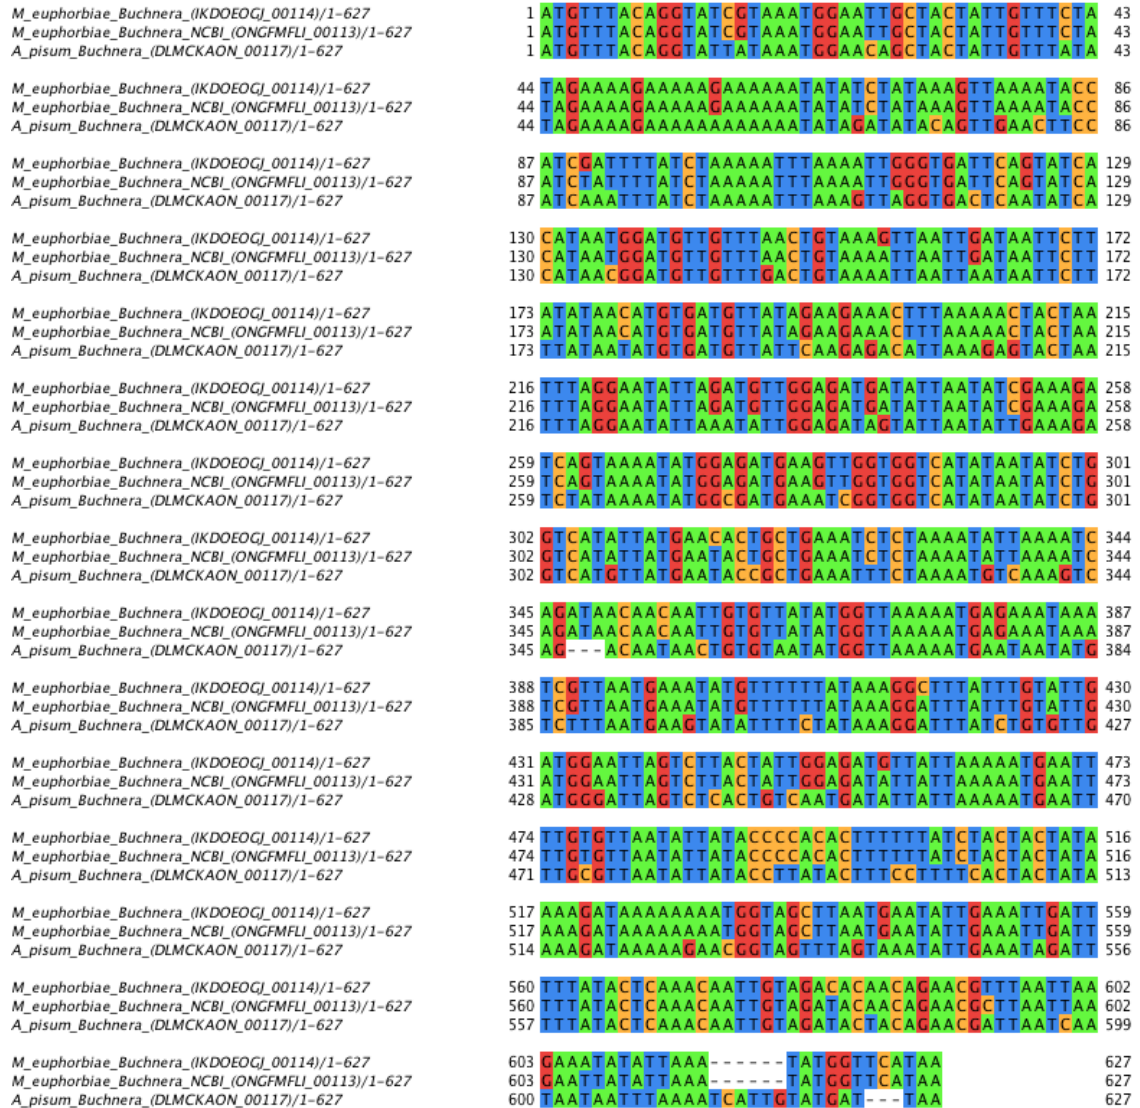 M_euphorbiae_Buchnera_(IKDOEOGJ_00114)/1-627 1 ATGTTTACAGGTATCGTAAATGGAATTGCTACTATTGTTTCTA 43
M_euphorbiae_Buchnera_NCBI_(ONGFMFLI_00113)/1-627 1 ATGTTTACAGGTATCGTAAATGGAATTGCTACTATTGTTTCTA 43
A_pisum_Buchnera_(DLMCKAON_00117)/1-627 1 ATGTTTACAGGTATTATAAATGGAACAGCTACTATTGTTTATA 43
M_euphorbiae_Buchnera_(IKDOEOGJ_00114)/1-627 44 TAGAAAAGAAAAAGAAAAAATATATCTATAAAGTTAAAATACC 86
M_euphorbiae_Buchnera_NCBI_(ONGFMFLI_00113)/1-627 44 TAGAAAAGAAAAAGAAAAAATATATCTATAAAGTTAAAATACC 86
A_pisum_Buchnera_(DLMCKAON_00117)/1-627 44 TAGAAAAGAAAAAAAAAAAATATAGATATACAGTTGAACTTCC 86
M_euphorbiae_Buchnera_(IKDOEOGJ_00114)/1-627 87 ATCGATTTTATCTAAAAATTTAAAATTGGGTGATTCAGTATCA 129
M_euphorbiae_Buchnera_NCBI_(ONGFMFLI_00113)/1-627 87 ATCTATTTTATCTAAAAATTTAAAATTGGGTGATTCAGTATCA 129
A_pisum_Buchnera_(DLMCKAON_00117)/1-627 87 ATCAAATTTATCTAAAAATTTAAAGTTAGGTGACTCAATATCA 129
M_euphorbiae_Buchnera_(IKDOEOGJ_00114)/1-627 130 CATAATGGATGTTGTTTAACTGTAAAGTTAATTGATAATTCTT 172
M_euphorbiae_Buchnera_NCBI_(ONGFMFLI_00113)/1-627 130 CATAATGGATGTTGTTTAACTGTAAAATTAATTGATAATTCTT 172
A_pisum_Buchnera_(DLMCKAON_00117)/1-627 130 CATAACGGATGTTGTTTGACTGTAAAATTAATTAATAATTCTT 172
M_euphorbiae_Buchnera_(IKDOEOGJ_00114)/1-627 173 ATATAACATGTGATGTTATAGAAGAAACTTTAAAAACTACTAA 215
M_euphorbiae_Buchnera_NCBI_(ONGFMFLI_00113)/1-627 173 ATATAACATGTGATGTTATAGAAGAAACTTTAAAAACTACTAA 215
A_pisum_Buchnera_(DLMCKAON_00117)/1-627 173 TTATAATATGTGATGTTATTCAAGAGACATTAAAGAGTACTAA 215
M_euphorbiae_Buchnera_(IKDOEOGJ_00114)/1-627 216 TTTAGGAATATTAGATGTTGGAGATGATATTAATATCGAAAGA 258
M_euphorbiae_Buchnera_NCBI_(ONGFMFLI_00113)/1-627 216 TTTAGGAATATTAGATGTTGGAGATGATATTAATATCGAAAGA 258
A_pisum_Buchnera_(DLMCKAON_00117)/1-627 216 TTTAGGAATATTAAATATTGGAGATAGTATTAATATTGAAAGA 258
M_euphorbiae_Buchnera_(IKDOEOGJ_00114)/1-627 259 TCAGTAAAATATGGAGATGAAGTTGGTGGTCATATAATATCTG 301
M_euphorbiae_Buchnera_NCBI_(ONGFMFLI_00113)/1-627 259 TCAGTAAAATATGGAGATGAAGTTGGTGGTCATATAATATCTG 301
A_pisum_Buchnera_(DLMCKAON_00117)/1-627 259 TCTATAAAATATGGCGATGAAATCGGTGGTCATATAATATCTG 301
M_euphorbiae_Buchnera_(IKDOEOGJ_00114)/1-627 302 GTCATATTATGAACACTGCTGAAATCTCTAAAATATTAAAATC 344
M_euphorbiae_Buchnera_NCBI_(ONGFMFLI_00113)/1-627 302 GTCATATTATGAATACTGCTGAAATCTCTAAAATATTAAAATC 344
A_pisum_Buchnera_(DLMCKAON_00117)/1-627 302 GTCATGTTATGAATACCGCTGAAATTTCTAAAATGTCAAAGTC 344
M_euphorbiae_Buchnera_(IKDOEOGJ_00114)/1-627 345 AGATAACAACAATTGTGTTATATGGTTAAAAATGAGAAATAAA 387
M_euphorbiae_Buchnera_NCBI_(ONGFMFLI_00113)/1-627 345 AGATAACAACAATTGTGTTATATGGTTAAAAATGAGAAATAAA 387
A_pisum_Buchnera_(DLMCKAON_00117)/1-627 345 AG---ACAATAACTGTGTAATATGGTTAAAAATGAATAATATG 384
M_euphorbiae_Buchnera_(IKDOEOGJ_00114)/1-627 388 TCGTTAATGAAATATGTTTTTTATAAAGGCTTTATTTGTATTG 430
M_euphorbiae_Buchnera_NCBI_(ONGFMFLI_00113)/1-627 388 TCGTTAATGAAATATGTTTTTTATAAAGGATTTATTTGTATTG 430
A_pisum_Buchnera_(DLMCKAON_00117)/1-627 385 TCTTTAATGAAGTATATTTTCTATAAAGGATTTATCTGTGTTG 427
M_euphorbiae_Buchnera_(IKDOEOGJ_00114)/1-627 431 ATGGAATTAGTCTTACTATTGGAGATGTTATTAAAAATGAATT 473
M_euphorbiae_Buchnera_NCBI_(ONGFMFLI_00113)/1-627 431 ATGGAATTAGTCTTACTATTGGAGATATTATTAAAAATGAATT 473
A_pisum_Buchnera_(DLMCKAON_00117)/1-627 428 ATGGGATTAGTCTCACTGTCAATGATATTATTAAAAATGAATT 470
M_euphorbiae_Buchnera_(IKDOEOGJ_00114)/1-627 474 TTGTGTTAATATTATACCCCACACTTTTTTATCTACTACTATA 516
M_euphorbiae_Buchnera_NCBI_(ONGFMFLI_00113)/1-627 474 TTGTGTTAATATTATACCCCACACTTTTTTATCTACTACTATA 516
A_pisum_Buchnera_(DLMCKAON_00117)/1-627 471 TTGCGTTAATATTATACCTTATACTTTCCTTTTCACTACTATA 513
M_euphorbiae_Buchnera_(IKDOEOGJ_00114)/1-627 517 AAAGATAAAAAAAATGGTAGCTTAATGAATATTGAAATTGATT 559
M_euphorbiae_Buchnera_NCBI_(ONGFMFLI_00113)/1-627 517 AAAGATAAAAAAAATGGTAGCTTAATGAATATTGAAATTGATT 559
A_pisum_Buchnera_(DLMCKAON_00117)/1-627 514 AAAGATAAAAAGAACGGTAGTTTAGTAAATATTGAAATAGATT 556
M_euphorbiae_Buchnera_(IKDOEOGJ_00114)/1-627 560 TTTATACTCAAACAATTGTAGACACAACAGAACGTTTAATTAA 602
M_euphorbiae_Buchnera_NCBI_(ONGFMFLI_00113)/1-627 560 TTTATACTCAAACAATTGTAGATACAACAGAACGCTTAATTAA 602
A_pisum_Buchnera_(DLMCKAON_00117)/1-627 557 TTTATACTCAAACAATTGTAGATACTACAGAACGATTAATCAA 599
M_euphorbiae_Buchnera_(IKDOEOGJ_00114)/1-627 603 GAAATATATTAAA------TATGGTTCATAA 627
M_euphorbiae_Buchnera_NCBI_(ONGFMFLI_00113)/1-627 603 GAATTATATTAAA------TATGGTTCATAA 627
A_pisum_Buchnera_(DLMCKAON_00117)/1-627 600 TAATAATTTAAAATCATTGTATGAT---TAA 627